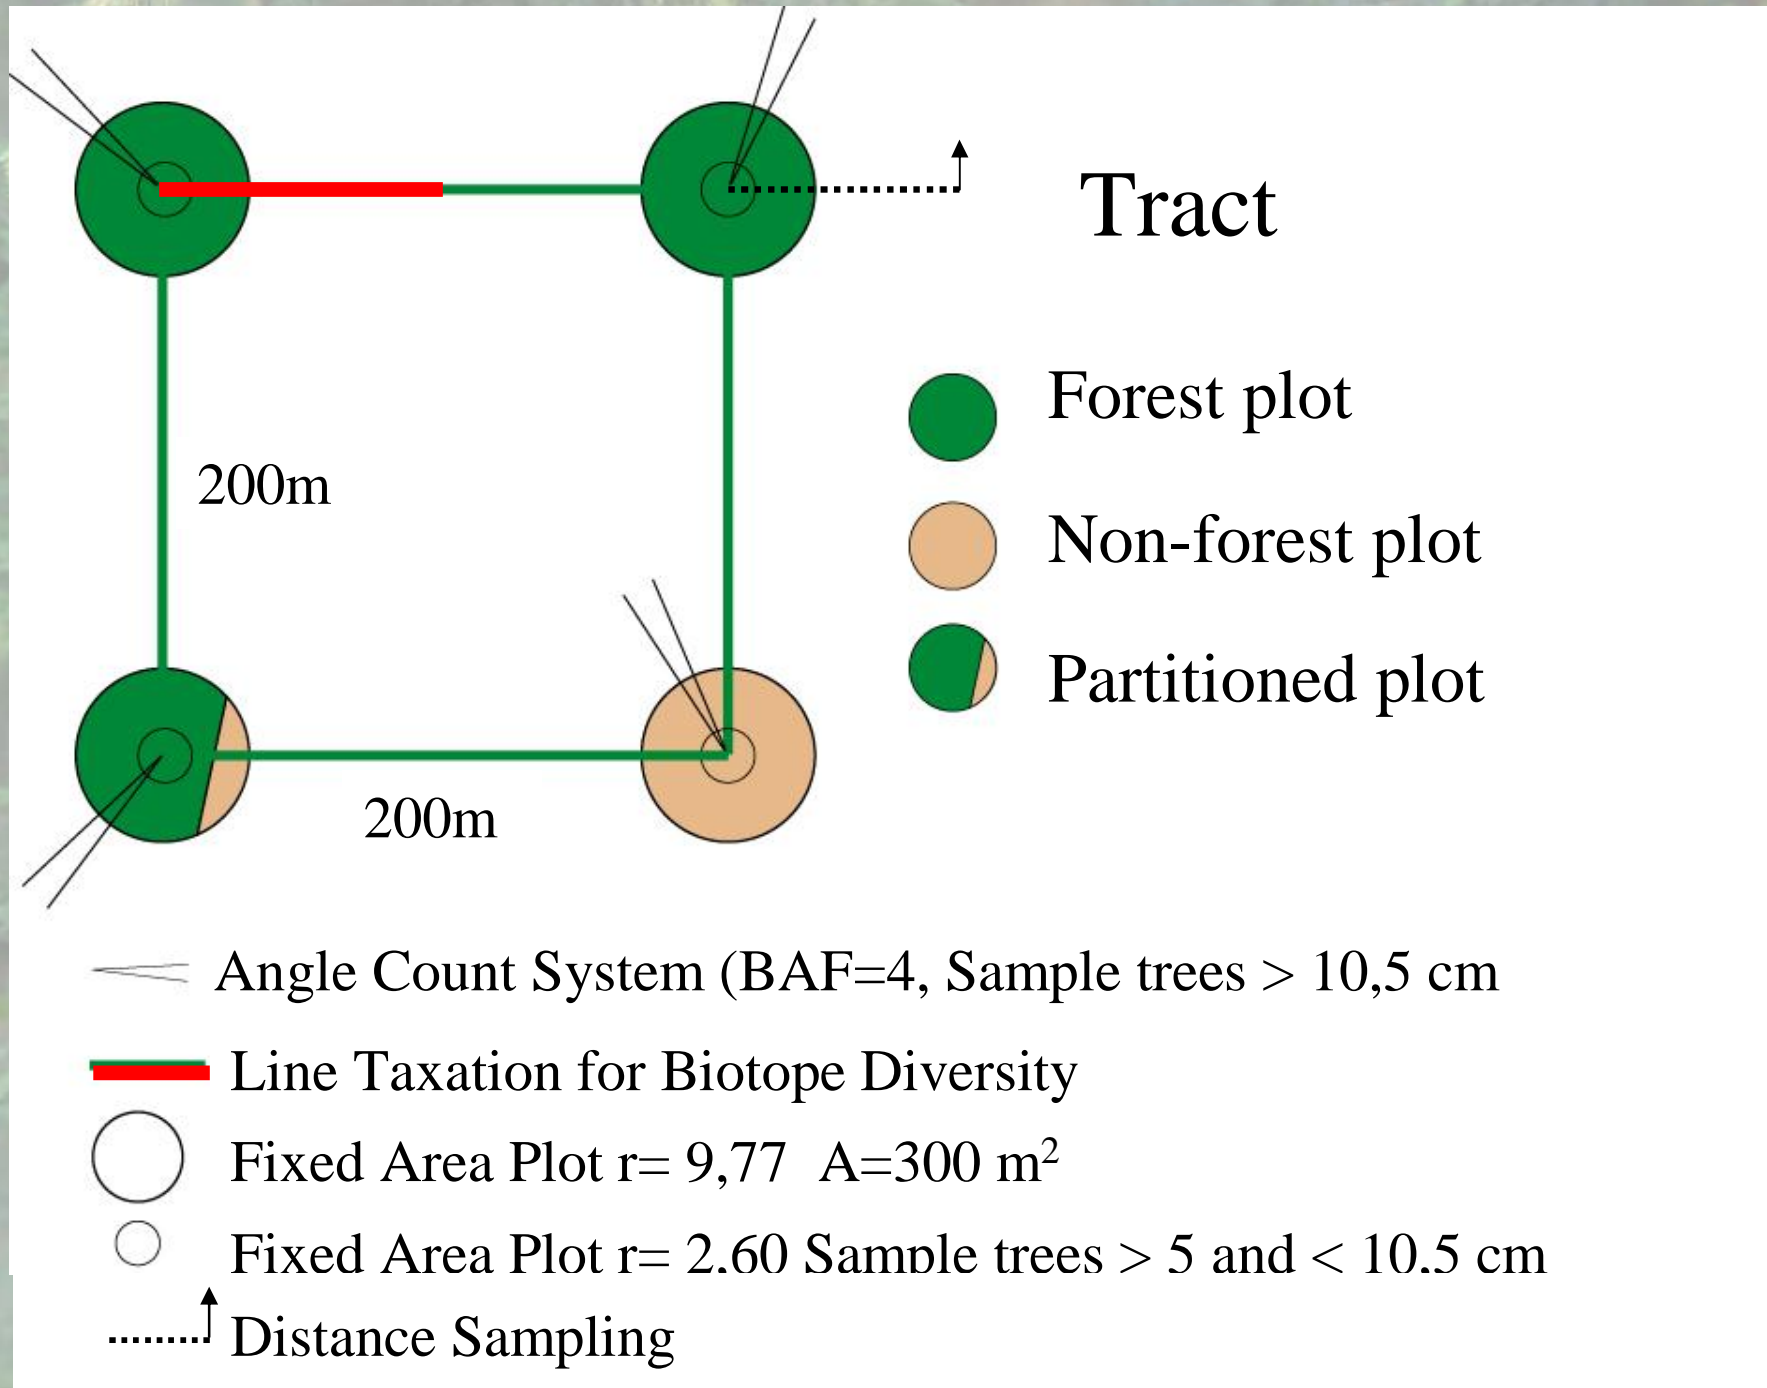 Tract
Forest plot
200m
Non-forest plot
Partitioned plot
200m
Angle Count System (BAF=4, Sample trees > 10,5 cm
Line Taxation for Biotope Diversity
Fixed Area Plot r= 9,77 A=300 m²
Fixed Area Plot r= 2,60 Sample trees > 5 and < 10,5 cm
Distance Sampling